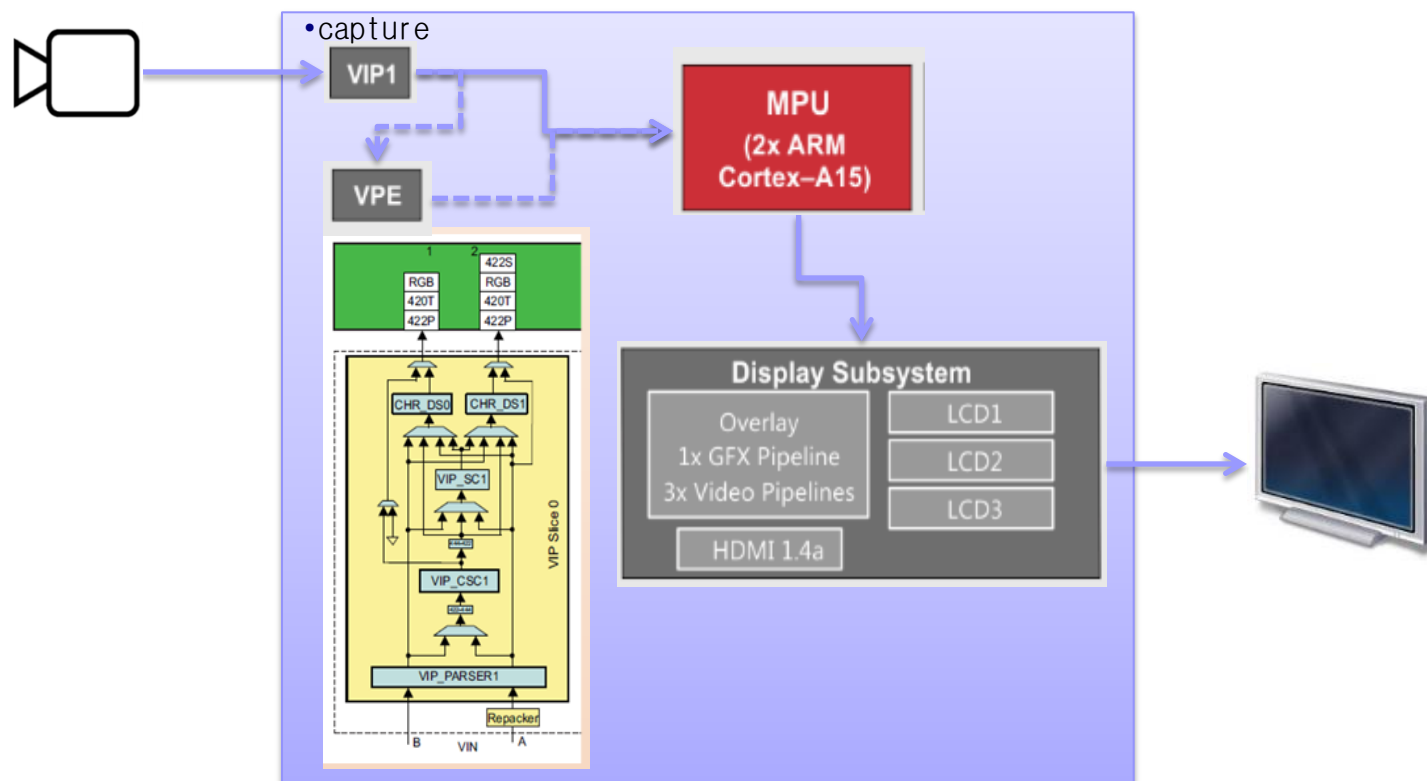 •capture
VIP1
MPU
(2x ARM
Cortex–A15)
VPE
1 2
422S
RGB RGB
420T 420T
422P 422P
CHR_DS0 CHR_DS1
VIP_SC1
VIP_CSC1
VIP Slice 0
VIP_PARSER1
Repacker
B VIN A
Display Subsystem
Overlay
1x GFX Pipeline
3x Video Pipelines
HDMI 1.4a
LCD1
LCD2
LCD3